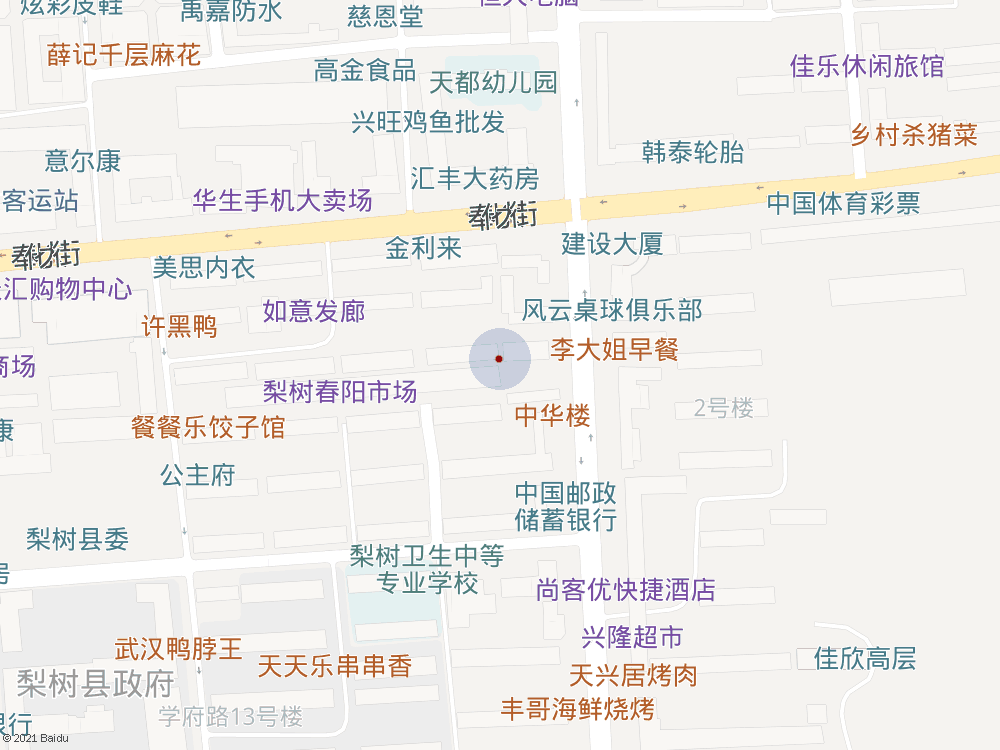 炫彩皮鞋
禹嘉防水
慈恩堂
薛记千层麻花
高金食品
天都幼儿园
佳乐休闲旅馆
兴旺鸡鱼批发
乡村杀猪菜
意尔康
韩泰轮胎
汇丰大药房
客运站
华生手机大卖场
奉化街
中国体育彩票
奉化街
金利来
建设大厦
美思内衣
汇购物中心
如意发廊
风云桌球俱乐部
许黑鸭
李大姐早餐
商场
梨树春阳市场
2号楼
中华楼
康
餐餐乐饺子馆
公主府
中国邮政
储蓄银行
梨树县委
梨树卫生中等
专业学校
尚客优快捷酒店
兴隆超市
武汉鸭脖王
天天乐串串香
佳欣高层
天兴居烤肉
梨树县政府
丰哥海鲜烧烤
学府路13号楼
银行
© 2021 Baidu